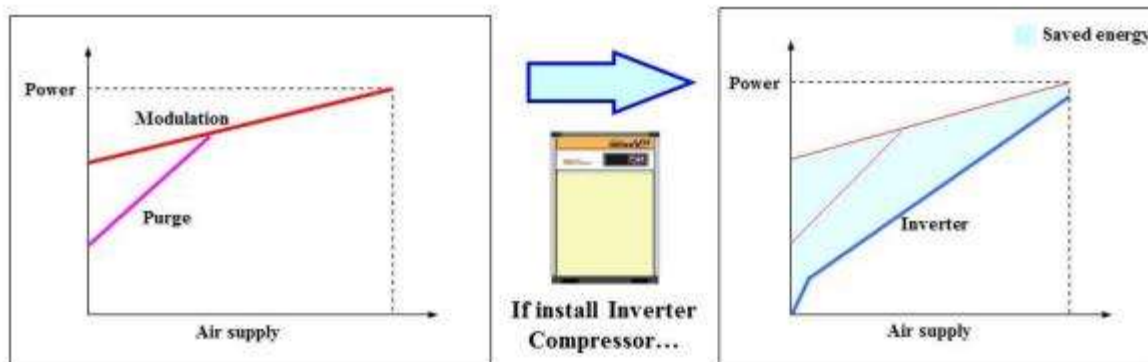 Power
Modulation
Purge
Air supply
If install Inverter
Compressor...
Saved energy
Power
Inverter
Air supply